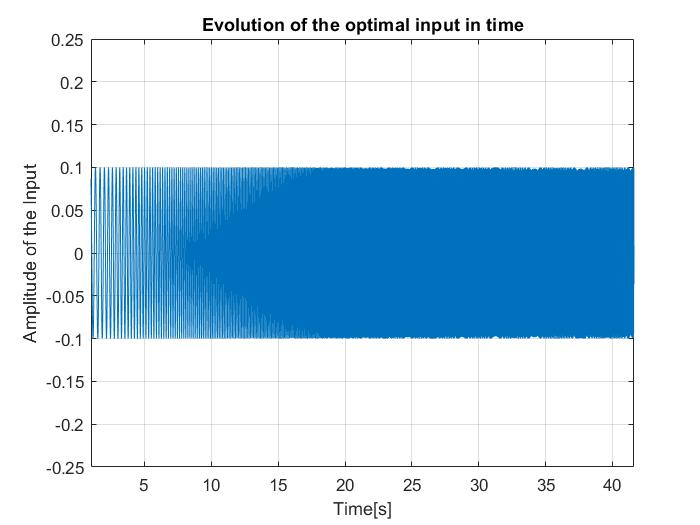 Evolution of the optimal input in time
Amplitude of the Input
0.25
0.2
0.15
0.1
0.05
0
-0.05
-0.1
-0.15
-0.2
-0.25
5 10 15 20 25 30 35 40
Time[s]